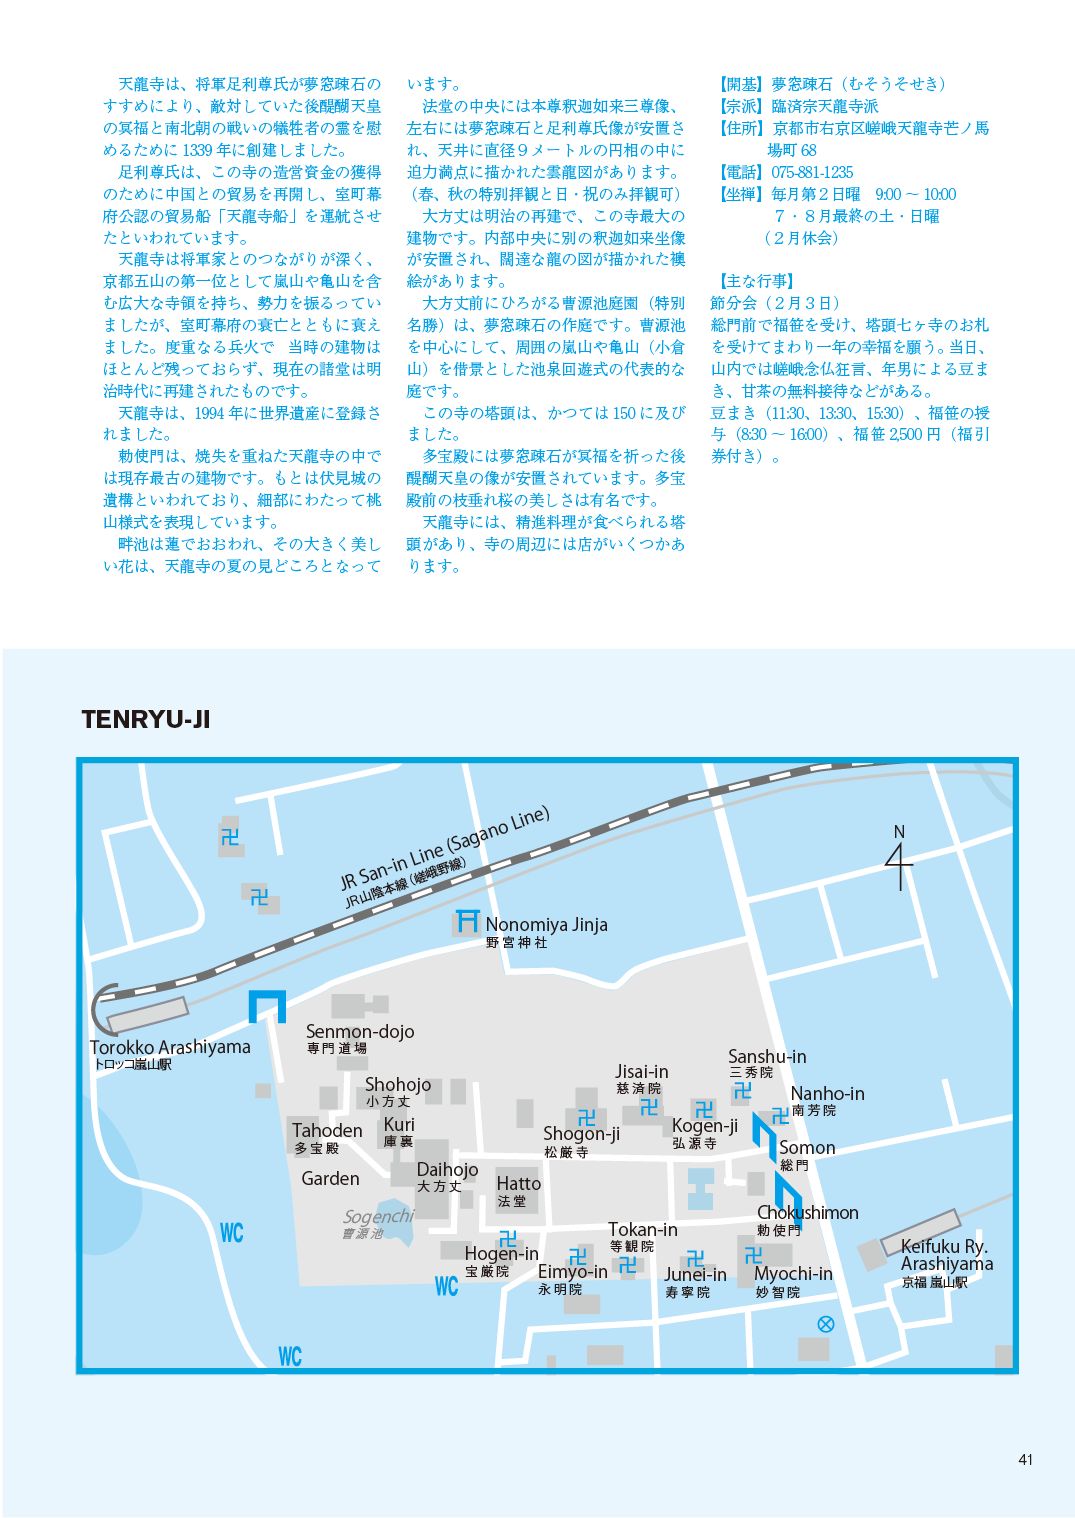 天龍寺は、将軍足利尊氏が夢窓疎石の
すすめにより、敵対していた後醍醐天皇
の冥福と南北朝の戦いの犠牲者の霊を慰
めるために 1339 年に創建しました。
足利尊氏は、この寺の造営資金の獲得
のために中国との貿易を再開し、室町幕
府公認の貿易船「天龍寺船」を運航させ
たといわれています。
天龍寺は将軍家とのつながりが深く、
京都五山の第一位として嵐山や亀山を含
む広大な寺領を持ち、勢力を振るってい
ましたが、室町幕府の衰亡とともに衰え
ました。度重なる兵火で　当時の建物は
ほとんど残っておらず、現在の諸堂は明
治時代に再建されたものです。
天龍寺は、1994 年に世界遺産に登録さ
れました。
勅使門は、焼失を重ねた天龍寺の中で
は現存最古の建物です。もとは伏見城の
遺構といわれており、細部にわたって桃
山様式を表現しています。
畔池は蓮でおおわれ、その大きく美し
い花は、天龍寺の夏の見どころとなって
います。
法堂の中央には本尊釈迦如来三尊像、
左右には夢窓疎石と足利尊氏像が安置さ
れ、天井に直径９メートルの円相の中に
迫力満点に描かれた雲龍図があります。
（春、秋の特別拝観と日・祝のみ拝観可）
大方丈は明治の再建で、この寺最大の
建物です。内部中央に別の釈迦如来坐像
が安置され、闊達な龍の図が描かれた襖
絵があります。
大方丈前にひろがる曹源池庭園（特別
名勝）は、夢窓疎石の作庭です。曹源池
を中心にして、周囲の嵐山や亀山（小倉
山）を借景とした池泉回遊式の代表的な
庭です。
この寺の塔頭は、かつては 150 に及び
ました。
多宝殿には夢窓疎石が冥福を祈った後
醍醐天皇の像が安置されています。多宝
殿前の枝垂れ桜の美しさは有名です。
天龍寺には、精進料理が食べられる塔
頭があり、寺の周辺には店がいくつかあ
ります。
【開基】夢窓疎石（むそうそせき）
【宗派】臨済宗天龍寺派
【住所】京都市右京区嵯峨天龍寺芒ノ馬
場町 68
【電話】075-881-1235
【坐禅】毎月第２日曜　9:00 ～ 10:00
７・８月最終の土・日曜
（２月休会）
【主な行事】
節分会（２月３日）
総門前で福笹を受け、塔頭七ヶ寺のお札
を受けてまわり一年の幸福を願う。当日、
山内では嵯峨念仏狂言、年男による豆ま
き、甘茶の無料接待などがある。
豆まき（11:30、13:30、15:30）、福笹の授
与（8:30 ～ 16:00）、福笹 2,500 円（福引
券付き）。
TENRYU-JI
JR San-in Line (Sagano Line)
JR山陰本線（嵯峨野線）
N
Nonomiya Jinja
野宮神社
Torokko Arashiyama
トロッコ嵐山駅
Senmon-dojo
専門道場
Shohojo
小方丈
Tahoden
多宝殿
Kuri
庫裏
Garden
Daihojo
大方丈
Sogenchi
曹源池
Hatto
法堂
Shogon-ji
松厳寺
Jisai-in
慈済院
Kogen-ji
弘源寺
Sanshu-in
三秀院
Nanho-in
南芳院
Somon
総門
Chokushimon
勅使門
Hogen-in
宝厳院
Eimyo-in
永明院
Tokan-in
等観院
Junei-in
寿寧院
Myochi-in
妙智院
Keifuku Ry.
Arashiyama
京福 嵐山駅
WC
WC
WC
41